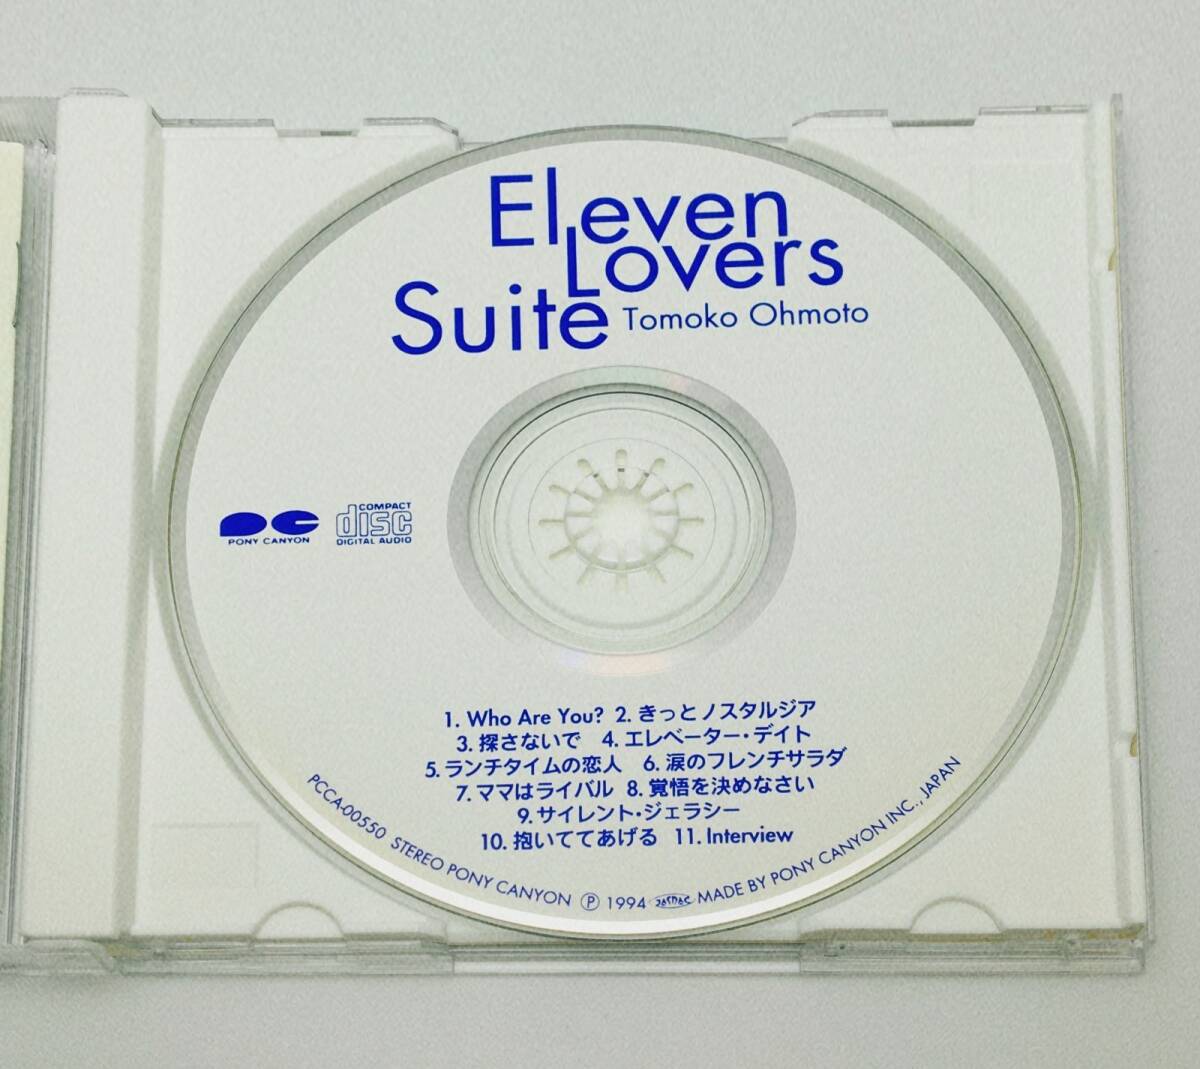 Eleven
Lovers
Suite Tomoko Ohmoto
PONY CANYON
COMPACT
disc
DIGITAL AUDIO
1. Who Are You? 2. きっとノスタルジア
3. 探さないで 4. エレベーター・デイト
5. ランチタイムの恋人 6. 涙のフレンチサラダ
7. ママはライバル 8. 覚悟を決めなさい
9. サイレント・ジェラシー
10. 抱いててあげる 11. Interview
PCCA-00550 STEREO PONY CANYON Ⓟ 1994 MADE BY PONY CANYON INC., JAPAN